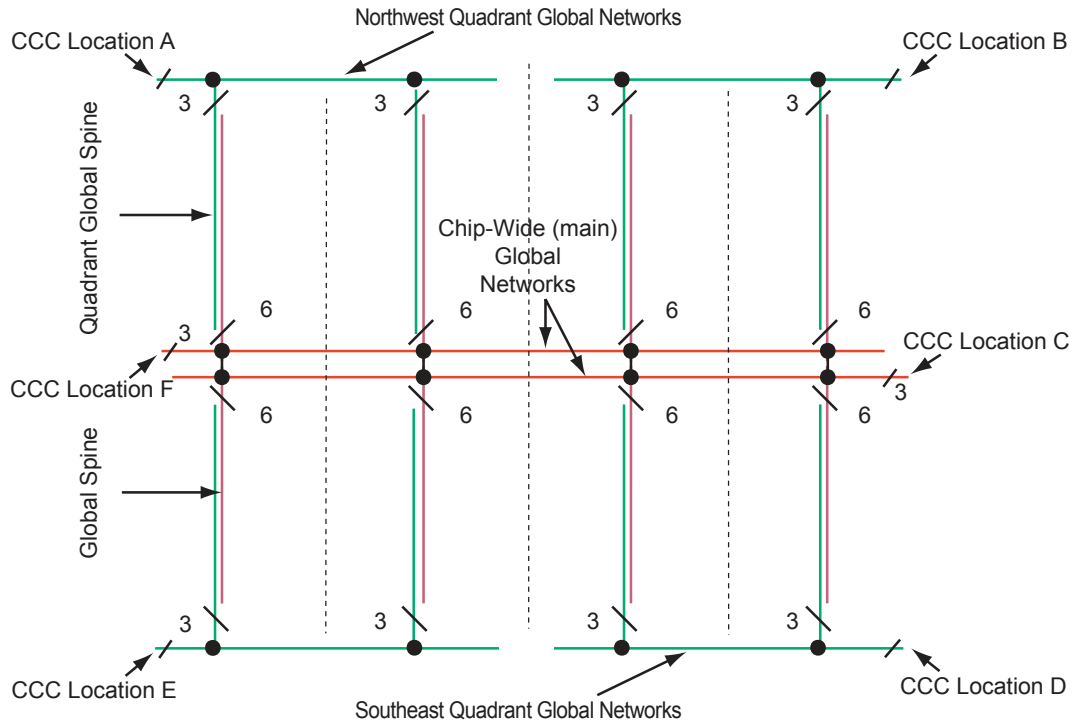 Northwest Quadrant Global Networks
CCC Location A
CCC Location B
3
3
3
3
Quadrant Global Spine
Chip-Wide (main)
Global
Networks
6
6
6
6
3
CCC Location C
CCC Location F
3
6
6
6
6
Global Spine
3
3
3
3
CCC Location E
CCC Location D
Southeast Quadrant Global Networks